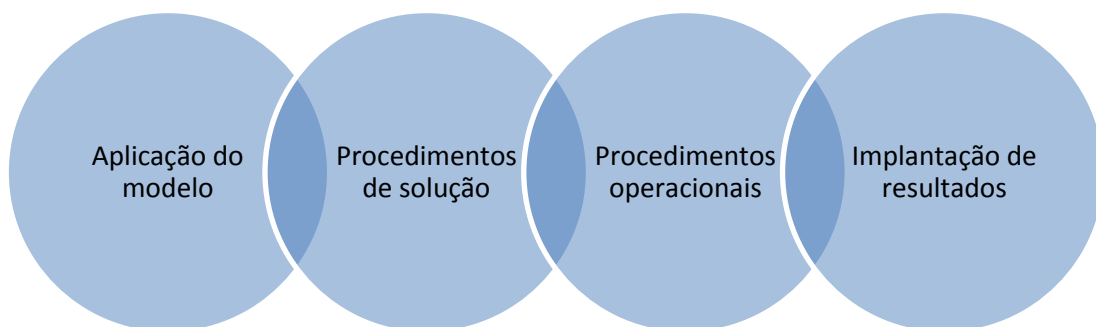 Aplicação do
modelo
Procedimentos
de solução
Procedimentos
operacionais
Implantação de
resultados